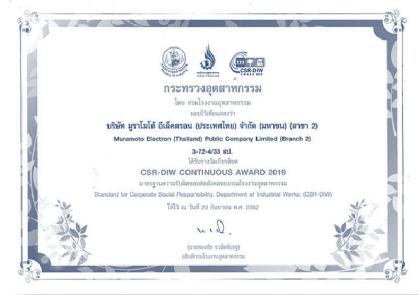 CSR-DIW
กระทรวงอุตสาหกรรม
โดย กรมโรงงานอุตสาหกรรม
มอบไว้เพื่อแสดงว่า
บริษัท มูราโมโต้ อีเล็คตรอน (ประเทศไทย) จำกัด (มหาชน) (สาขา 2)
Muramoto Electron (Thailand) Public Company Limited (Branch 2)
3-72-4/33 สป.
ได้รับรางวัลเกียรติยศ
CSR-DIW CONTINUOUS AWARD 2019
มาตรฐานความรับผิดชอบต่อสังคมของโรงงานอุตสาหกรรม
Standard for Corporate Social Responsibility, Department of Industrial Works: (CSR-DIW)
ให้ไว้ ณ วันที่ กันยายน พ.ศ. 2562
อธิบดีกรมโรงงานอุตสาหกรรม